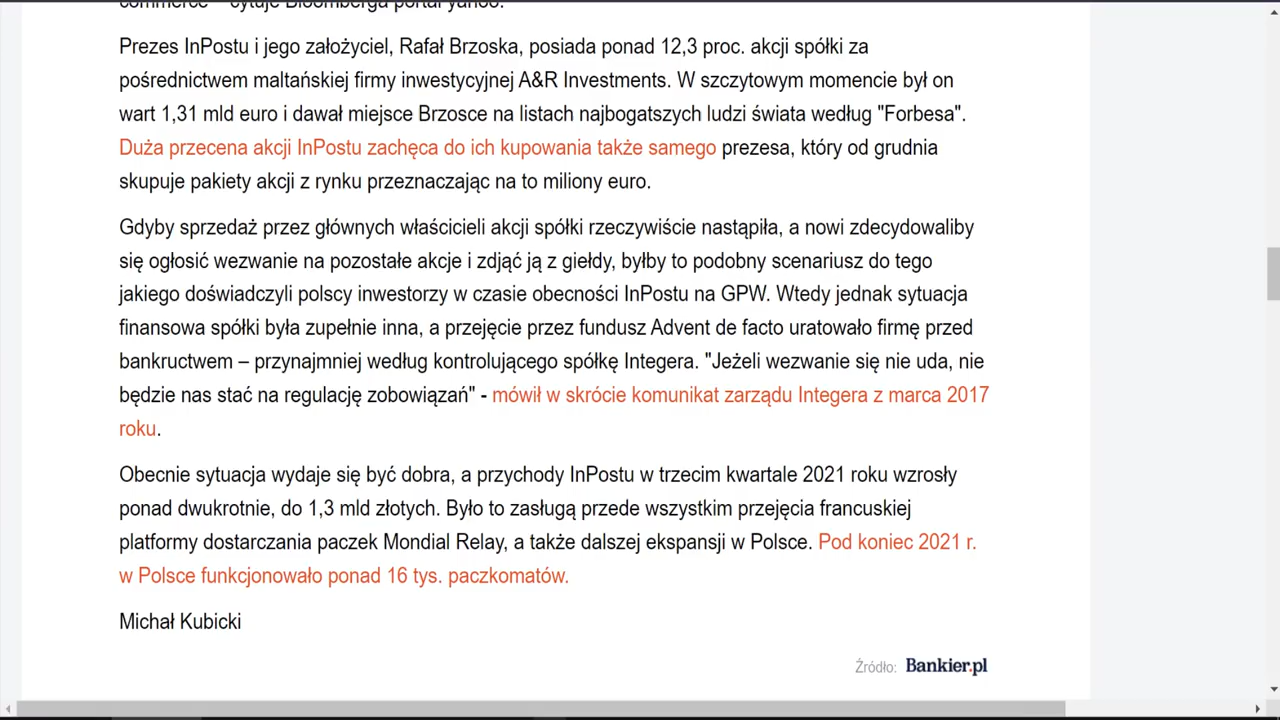 commerce" - cytuje Bloomberga portal yahoo.
Prezes InPostu i jego założyciel, Rafał Brzoska, posiada ponad 12,3 proc. akcji spółki za
pośrednictwem maltańskiej firmy inwestycyjnej A&R Investments. W szczytowym momencie był on
wart 1,31 mld euro i dawał miejsce Brzosce na listach najbogatszych ludzi świata według "Forbesa".
Duża przecena akcji InPostu zachęca do ich kupowania także samego prezesa, który od grudnia
skupuje pakiety akcji z rynku przeznaczając na to miliony euro.
Gdyby sprzedaż przez głównych właścicieli akcji spółki rzeczywiście nastąpiła, a nowi zdecydowaliby
się ogłosić wezwanie na pozostałe akcje i zdjąć ją z giełdy, byłby to podobny scenariusz do tego
jakiego doświadczyli polscy inwestorzy w czasie obecności InPostu na GPW. Wtedy jednak sytuacja
finansowa spółki była zupełnie inna, a przejęcie przez fundusz Advent de facto uratowało firmę przed
bankructwem – przynajmniej według kontrolującego spółkę Integera. "Jeżeli wezwanie się nie uda, nie
będzie nas stać na regulację zobowiązań" - mówił w skrócie komunikat zarządu Integera z marca 2017
roku.
Obecnie sytuacja wydaje się być dobra, a przychody InPostu w trzecim kwartale 2021 roku wzrosły
ponad dwukrotnie, do 1,3 mld złotych. Było to zasługą przede wszystkim przejęcia francuskiej
platformy dostarczania paczek Mondial Relay, a także dalszej ekspansji w Polsce. Pod koniec 2021 r.
w Polsce funkcjonowało ponad 16 tys. paczkomatów.
Michał Kubicki
Źródło: Bankier.pl